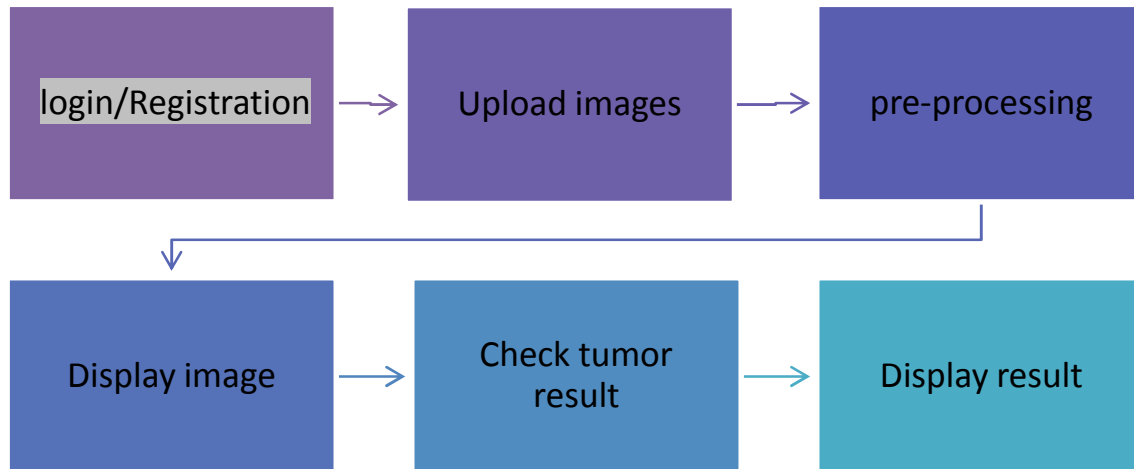 login/Registration
Upload images
pre-processing
Display image
Check tumor
result
Display result